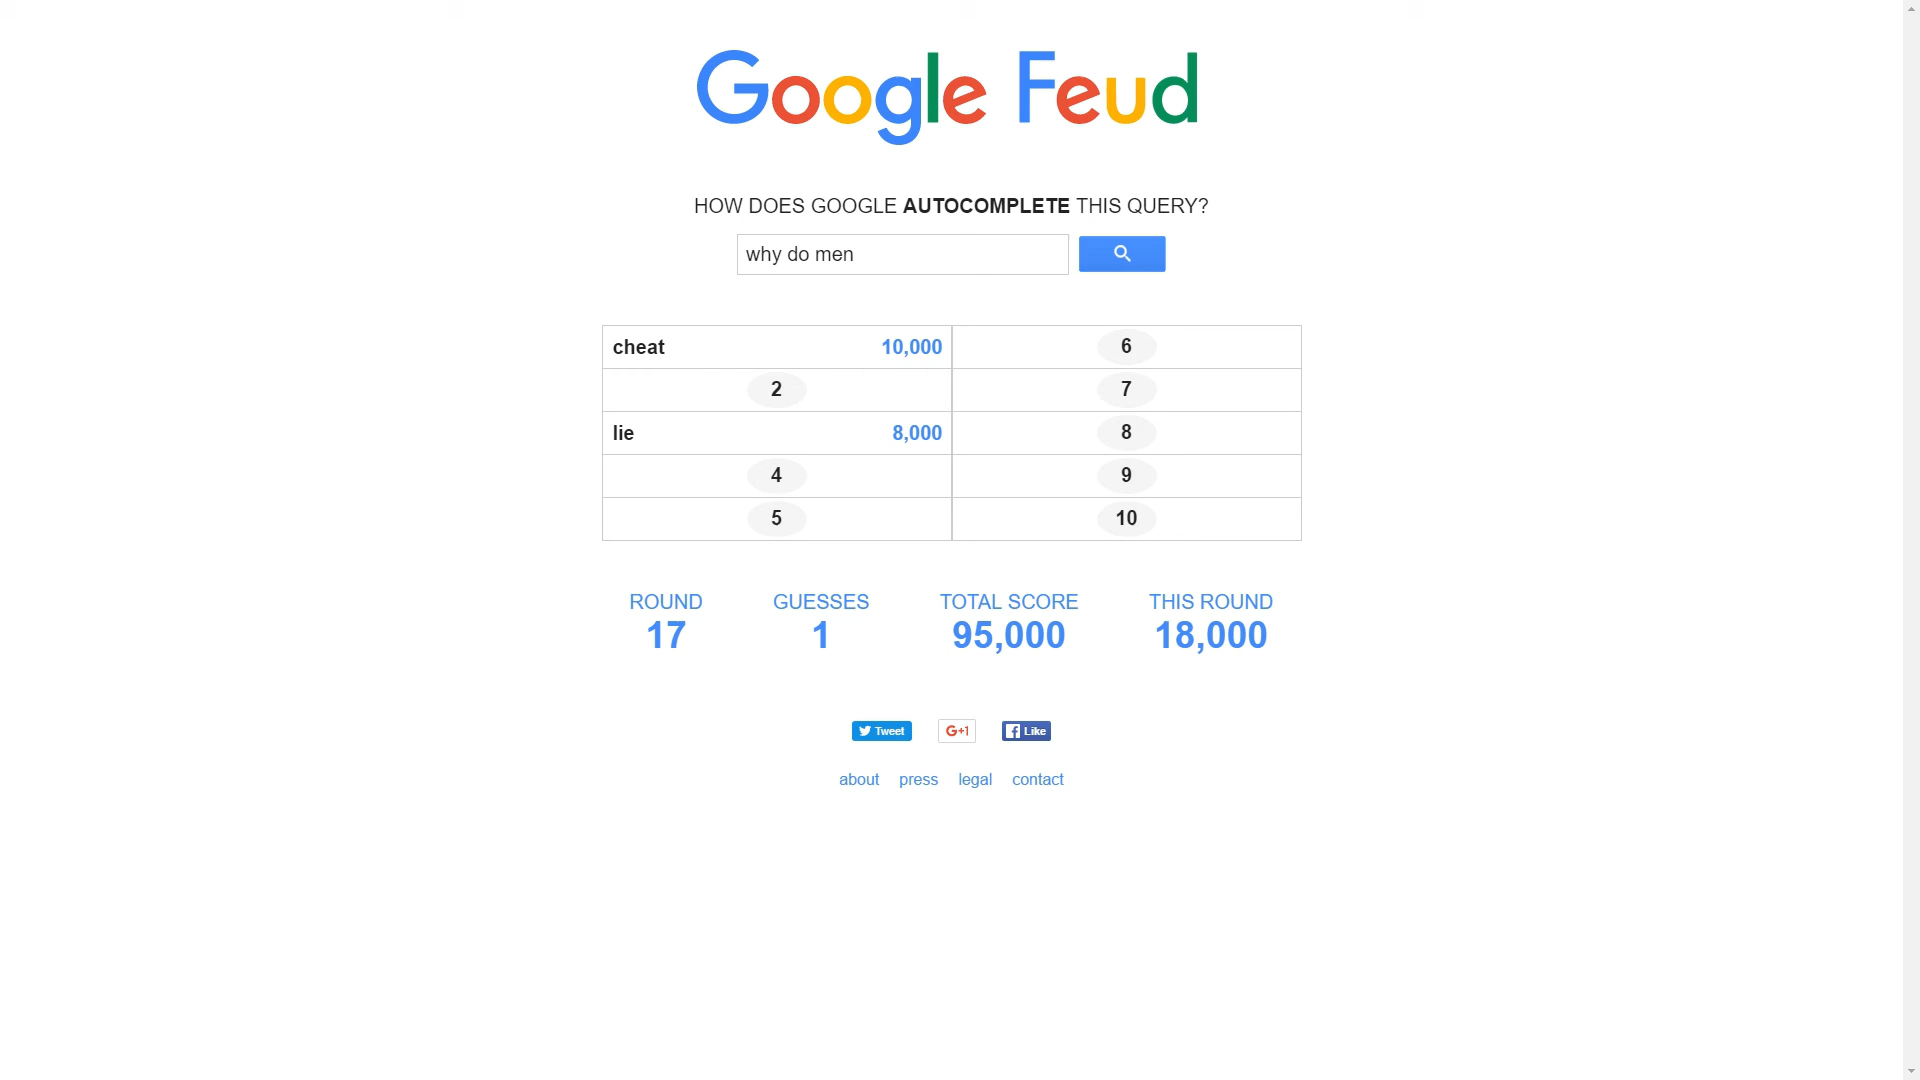 Google Feud
HOW DOES GOOGLE AUTOCOMPLETE THIS QUERY?
why do men
cheat 10,000
6
2
7
lie 8,000
8
4
9
5
10
ROUND GUESSES TOTAL SCORE THIS ROUND
17 1 95,000 18,000
Tweet G+1 Like
about press legal contact